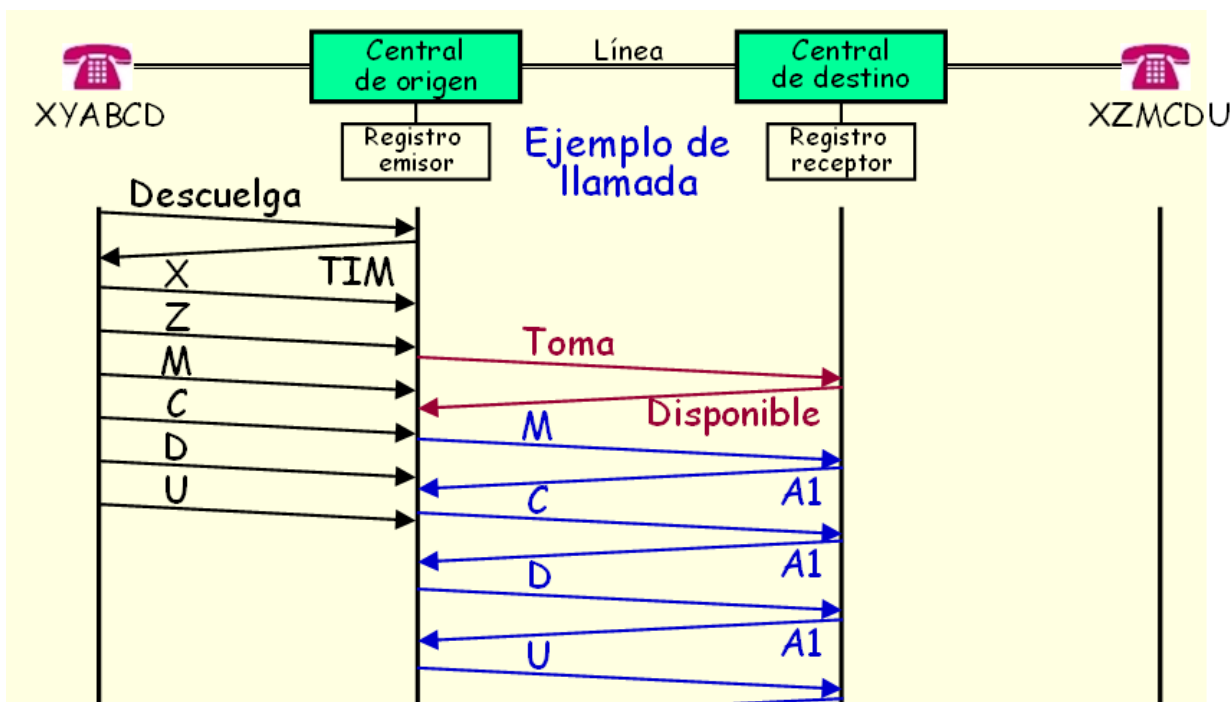 Central
de origen
Línea
Central
de destino
XYABCD
XZMCDU
Registro
emisor
Ejemplo de
llamada
Registro
receptor
Descuelga
TIM
X
Z
Toma
M
Disponible
C
M
D
A1
U
C
A1
D
A1
U